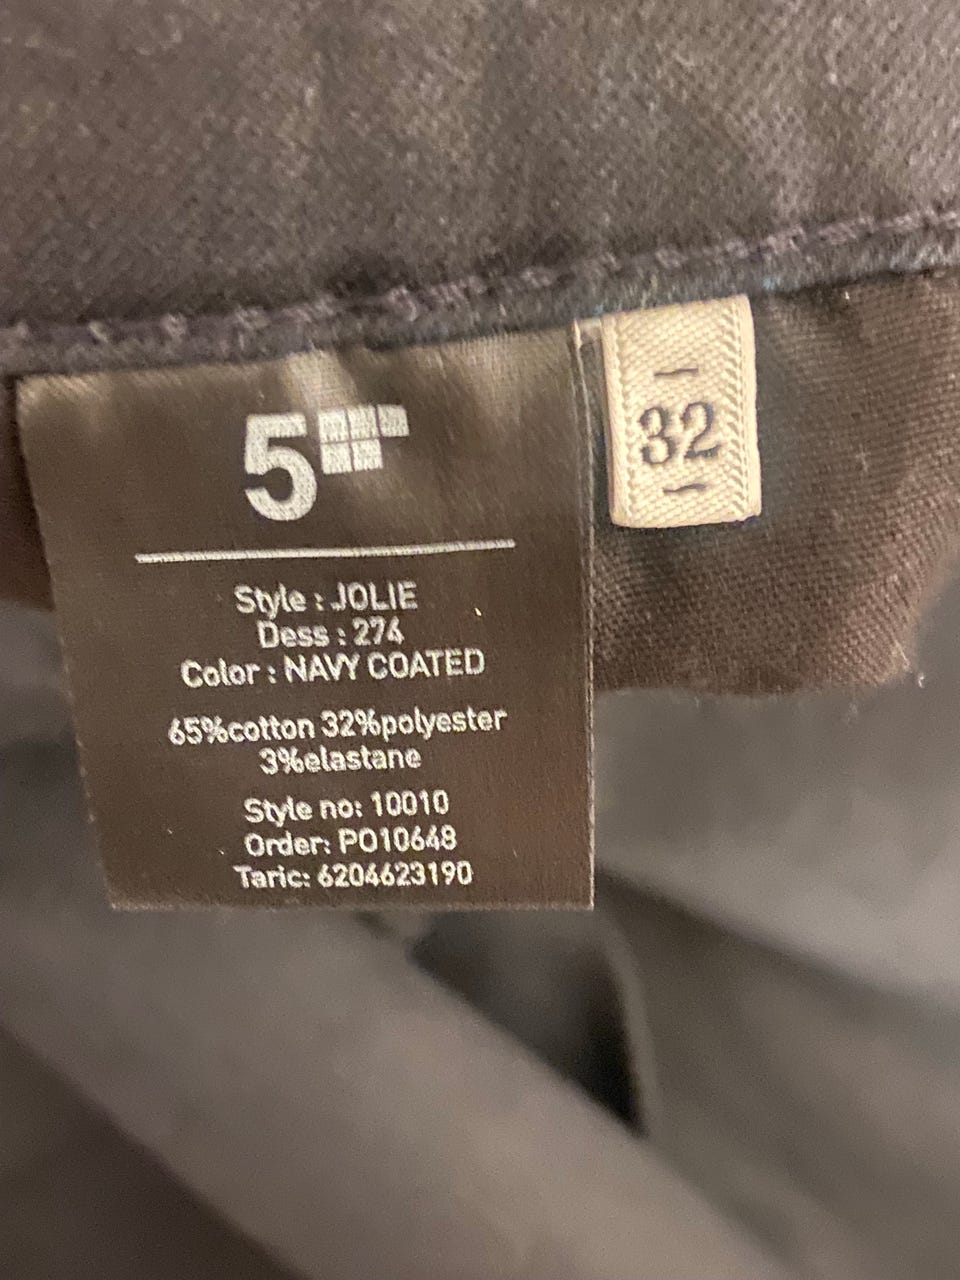 5
- 32 -
Style : JOLIE
Dess : 274
Color : NAVY COATED
65%cotton 32%polyester
3%elastane
Style no: 10010
Order: PO10648
Taric: 6204623190